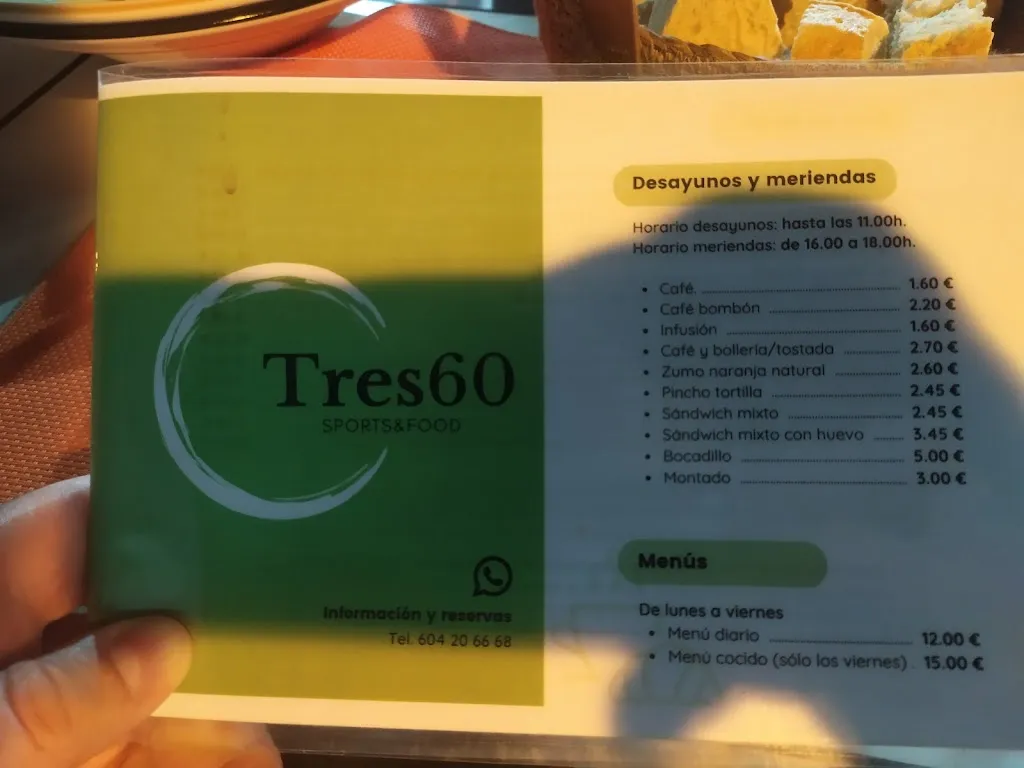 Tres60
SPORTS&FOOD
Información y reservas
Tel. 604 20 66 68
Desayunos y meriendas
Horario desayunos: hasta las 11.00h.
Horario meriendas: de 16.00 a 18.00h.
• Café. 1.60 €
• Café bombón 2.20 €
• Infusión 1.60 €
• Café y bollería/tostada 2.70 €
• Zumo naranja natural 2.60 €
• Pincho tortilla 2.45 €
• Sándwich mixto 2.45 €
• Sándwich mixto con huevo 3.45 €
• Bocadillo 5.00 €
• Montado 3.00 €
Menús
De lunes a viernes
• Menú diario 12.00 €
• Menú cocido (sólo los viernes) 15.00 €